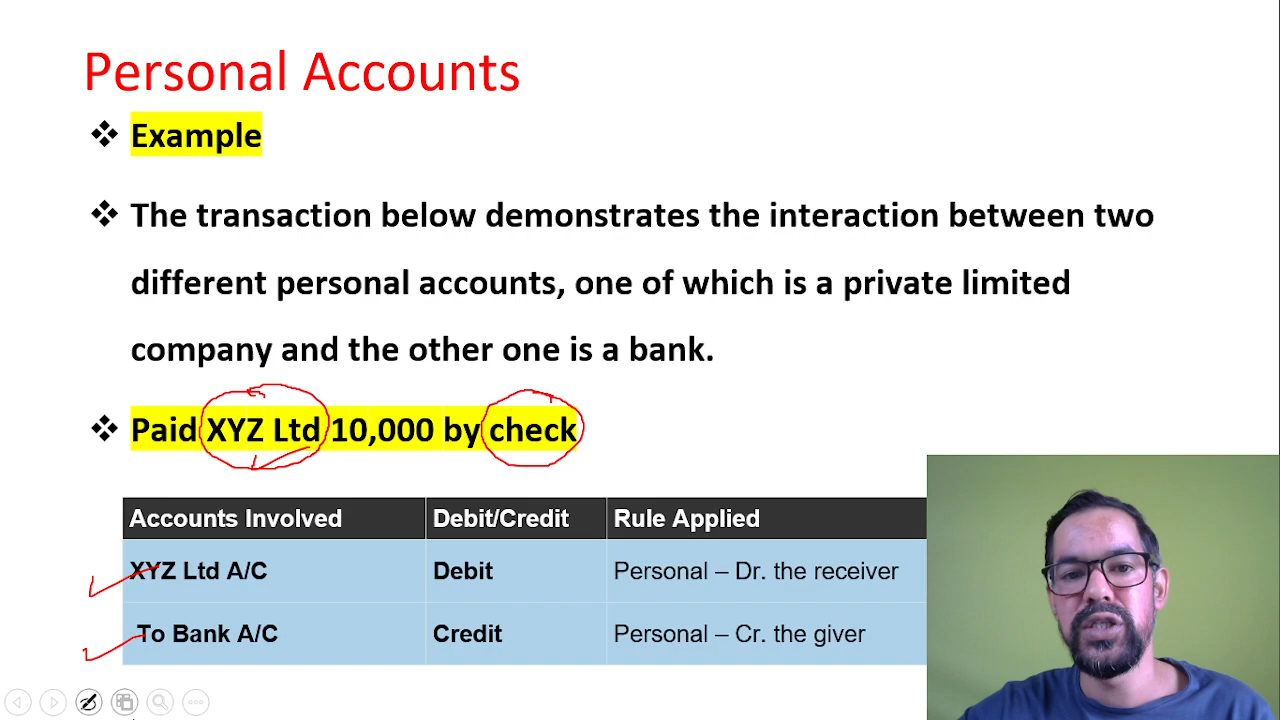 Personal Accounts
Example
The transaction below demonstrates the interaction between two
different personal accounts, one of which is a private limited
company and the other one is a bank.
Paid XYZ Ltd 10,000 by check
Accounts Involved Debit/Credit Rule Applied
XYZ Ltd A/C Debit Personal – Dr. the receiver
To Bank A/C Credit Personal – Cr. the giver